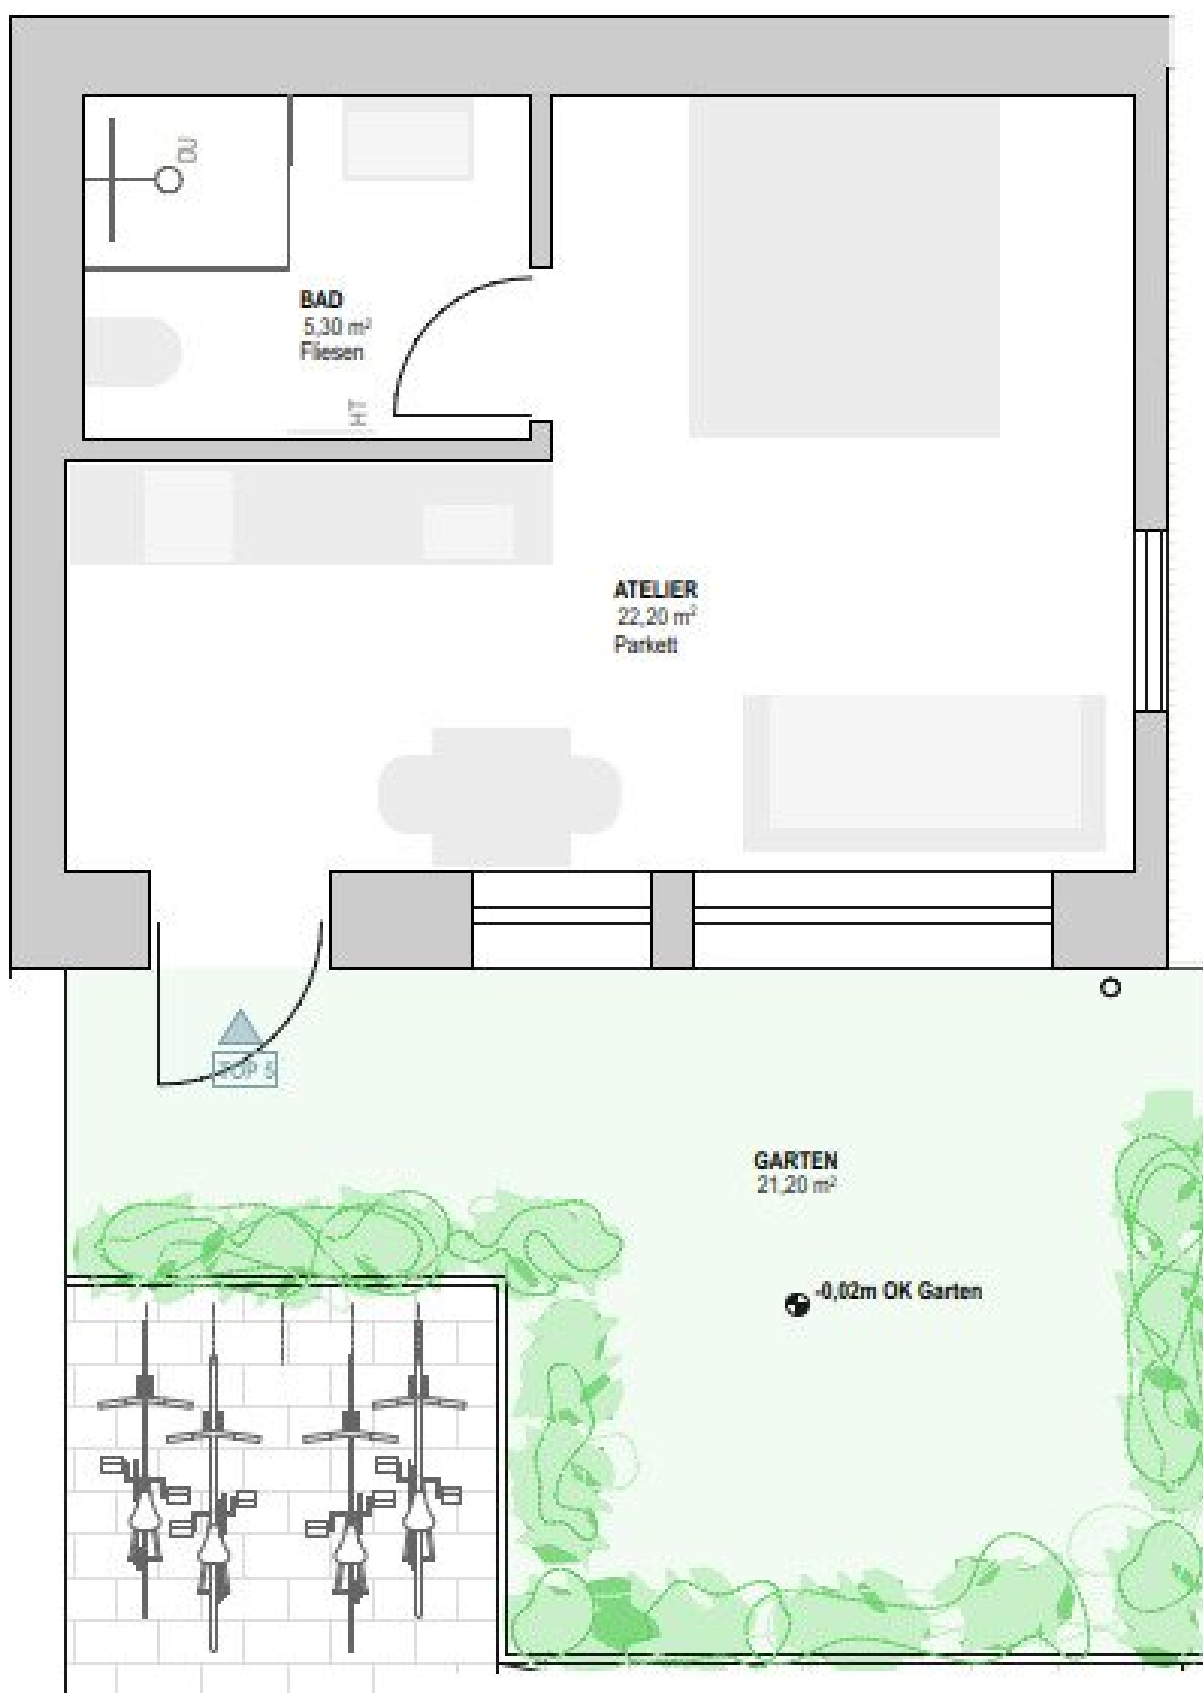 DU
BAD
5,30 m²
Fliesen
HT
ATELIER
22,20 m²
Parkett
TOP 5
GARTEN
21,20 m²
-0,02m OK Garten